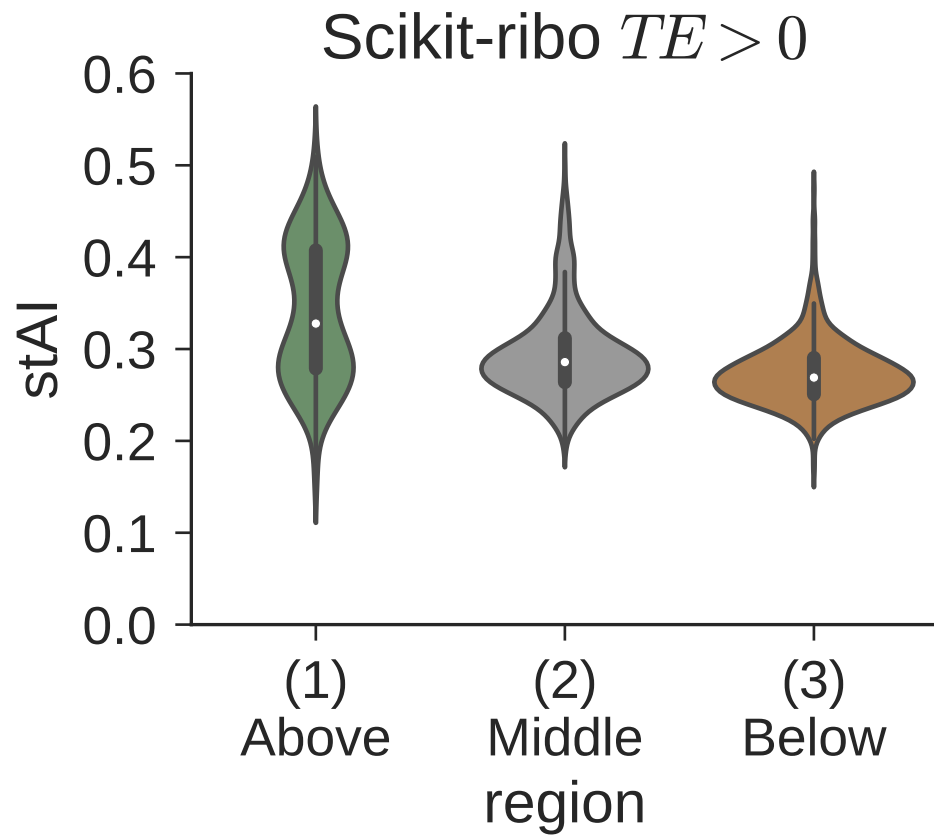 Scikit-ribo TE > 0
0.6
0.5
0.4
0.3
0.2
0.1
0.0
stAI
(1) (2) (3)
Above Middle Below
region